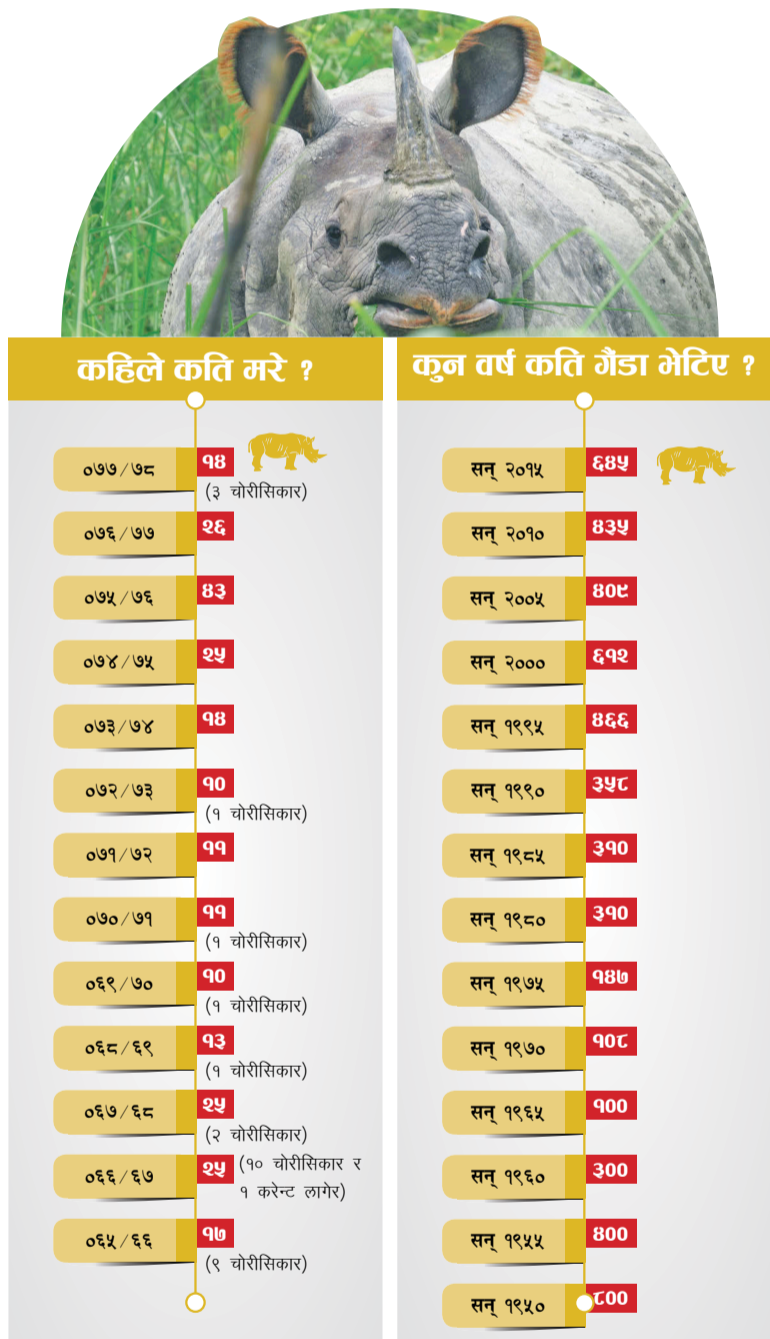 कहिले कति मरे ?
०७७/७८ १४
(३ चोरीसिकार)
०७६/७७ २६
०७५/७६ ४३
०७४/७५ २५
०७३/७४ १४
०७२/७३ १०
(१ चोरीसिकार)
०७१/७२ ११
०७०/७१ ११
(१ चोरीसिकार)
०६९/७० १०
(१ चोरीसिकार)
०६८/६९ १३
(१ चोरीसिकार)
०६७/६८ २५
(२ चोरीसिकार)
०६६/६७ २५ (१० चोरीसिकार र
१ करेन्ट लागेर)
०६५/६६ १७
(९ चोरीसिकार)
कुन वर्ष कति गैंडा भेटिए ?
सन् २०१५ ६४५
सन् २०१० ४३५
सन् २००५ ४०९
सन् २००० ६१२
सन् १९९५ ४६६
सन् १९९० ३५८
सन् १९८५ ३१०
सन् १९८० ३१०
सन् १९७५ १४७
सन् १९७० १०८
सन् १९६५ १००
सन् १९६० ३००
सन् १९५५ ४००
सन् १९५० ८००